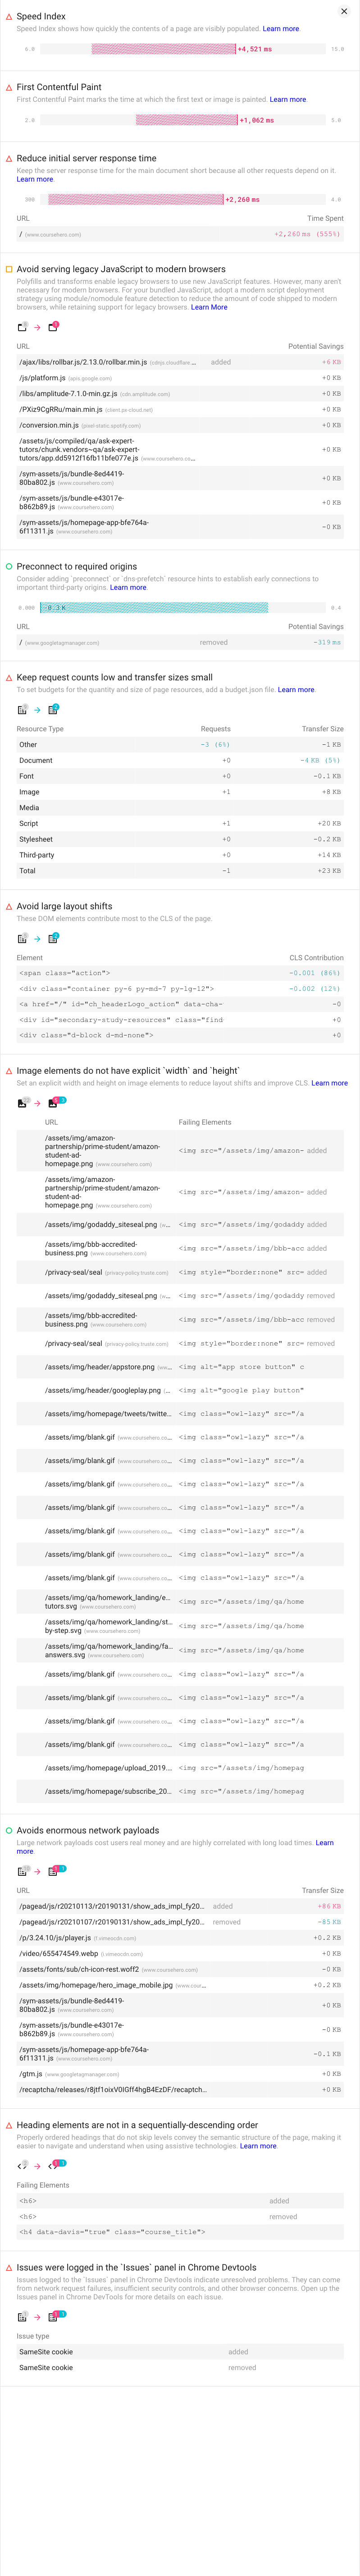 Speed Index
Speed Index shows how quickly the contents of a page are visibly populated. Learn more.
6.0
+4,521 ms
15.0
First Contentful Paint
First Contentful Paint marks the time at which the first text or image is painted. Learn more.
2.0
+1,062 ms
5.0
Reduce initial server response time
Keep the server response time for the main document short because all other requests depend on it.
Learn more.
300
+2,260 ms
4.0
URL Time Spent
/ (www.coursehero.com) +2,260 ms (555%)
Avoid serving legacy JavaScript to modern browsers
Polyfills and transforms enable legacy browsers to use new JavaScript features. However, many aren't
necessary for modern browsers. For your bundled JavaScript, adopt a modern script deployment
strategy using module/nomodule feature detection to reduce the amount of code shipped to modern
browsers, while retaining support for legacy browsers. Learn More
URL Potential Savings
/ajax/libs/rollbar.js/2.13.0/rollbar.min.js (cdnjs.cloudflare.… added +6 KB
/js/platform.js (apis.google.com) +0 KB
/libs/amplitude-7.1.0-min.gz.js (cdn.amplitude.com) +0 KB
/PXiz9CgRRu/main.min.js (client.px-cloud.net) +0 KB
/conversion.min.js (pixel-static.spotify.com) +0 KB
/assets/js/compiled/qa/ask-expert-
tutors/chunk.vendors~qa/ask-expert-
tutors/app.dd5912f16fb11bfe077e.js (www.coursehero.co… +0 KB
/sym-assets/js/bundle-8ed4419-
80ba802.js (www.coursehero.com) +0 KB
/sym-assets/js/bundle-e43017e-
b862b89.js (www.coursehero.com) +0 KB
/sym-assets/js/homepage-app-bfe764a-
6f11311.js (www.coursehero.com) -0 KB
Preconnect to required origins
Consider adding `preconnect` or `dns-prefetch` resource hints to establish early connections to
important third-party origins. Learn more.
0.000
-0.3 K
0.4
URL Potential Savings
/ (www.googletagmanager.com) removed -319 ms
Keep request counts low and transfer sizes small
To set budgets for the quantity and size of page resources, add a budget.json file. Learn more.
Resource Type Requests Transfer Size
Other -3 (6%) -1 KB
Document +0 -4 KB (5%)
Font +0 -0.1 KB
Image +1 +8 KB
Media
Script +1 +20 KB
Stylesheet +0 -0.2 KB
Third-party +0 +14 KB
Total -1 +23 KB
Avoid large layout shifts
These DOM elements contribute most to the CLS of the page.
Element CLS Contribution
<span class="action"> -0.001 (86%)
<div class="container py-6 py-md-7 py-lg-12"> -0.002 (12%)
<a href="/" id="ch_headerLogo_action" data-cha- -0
<div id="secondary-study-resources" class="find +0
<div class="d-block d-md-none"> +0
Image elements do not have explicit `width` and `height`
Set an explicit width and height on image elements to reduce layout shifts and improve CLS. Learn more
URL Failing Elements
/assets/img/amazon-
partnership/prime-student/amazon-
student-ad-
homepage.png (www.coursehero.com) <img src="/assets/img/amazon- added
/assets/img/amazon-
partnership/prime-student/amazon-
student-ad-
homepage.png (www.coursehero.com) <img src="/assets/img/amazon- added
/assets/img/godaddy_siteseal.png (w… <img src="/assets/img/godaddy added
/assets/img/bbb-accredited-
business.png (www.coursehero.com) <img src="/assets/img/bbb-acc added
/privacy-seal/seal (privacy-policy.truste.com) <img style="border:none" src= added
/assets/img/godaddy_siteseal.png (w… <img src="/assets/img/godaddy removed
/assets/img/bbb-accredited-
business.png (www.coursehero.com) <img src="/assets/img/bbb-acc removed
/privacy-seal/seal (privacy-policy.truste.com) <img style="border:none" src= removed
/assets/img/header/appstore.png (ww… <img alt="app store button" c
/assets/img/header/googleplay.png (… <img alt="google play button"
/assets/img/homepage/tweets/twitte… <img class="owl-lazy" src="/a
/assets/img/blank.gif (www.coursehero.co… <img class="owl-lazy" src="/a
/assets/img/blank.gif (www.coursehero.co… <img class="owl-lazy" src="/a
/assets/img/blank.gif (www.coursehero.co… <img class="owl-lazy" src="/a
/assets/img/blank.gif (www.coursehero.co… <img class="owl-lazy" src="/a
/assets/img/blank.gif (www.coursehero.co… <img class="owl-lazy" src="/a
/assets/img/blank.gif (www.coursehero.co… <img class="owl-lazy" src="/a
/assets/img/blank.gif (www.coursehero.co… <img class="owl-lazy" src="/a
/assets/img/qa/homework_landing/e…
tutors.svg (www.coursehero.com) <img src="/assets/img/qa/home
/assets/img/qa/homework_landing/st…
by-step.svg (www.coursehero.com) <img src="/assets/img/qa/home
/assets/img/qa/homework_landing/fa…
answers.svg (www.coursehero.com) <img src="/assets/img/qa/home
/assets/img/blank.gif (www.coursehero.co… <img class="owl-lazy" src="/a
/assets/img/blank.gif (www.coursehero.co… <img class="owl-lazy" src="/a
/assets/img/blank.gif (www.coursehero.co… <img class="owl-lazy" src="/a
/assets/img/blank.gif (www.coursehero.co… <img class="owl-lazy" src="/a
/assets/img/homepage/upload_2019.… <img src="/assets/img/homepag
/assets/img/homepage/subscribe_20… <img src="/assets/img/homepag
Avoids enormous network payloads
Large network payloads cost users real money and are highly correlated with long load times. Learn
more.
URL Transfer Size
/pagead/js/r20210113/r20190131/show_ads_impl_fy20… added +86 KB
/pagead/js/r20210107/r20190131/show_ads_impl_fy20… removed -85 KB
/p/3.24.10/js/player.js (f.vimeocdn.com) +0.2 KB
/video/655474549.webp (i.vimeocdn.com) +0 KB
/assets/fonts/sub/ch-icon-rest.woff2 (www.coursehero.com) -0 KB
/assets/img/homepage/hero_image_mobile.jpg (www.cour… +0.2 KB
/sym-assets/js/bundle-8ed4419-
80ba802.js (www.coursehero.com) +0 KB
/sym-assets/js/bundle-e43017e-
b862b89.js (www.coursehero.com) -0 KB
/sym-assets/js/homepage-app-bfe764a-
6f11311.js (www.coursehero.com) -0.1 KB
/gtm.js (www.googletagmanager.com) +0 KB
/recaptcha/releases/r8jtf1oixV0lGff4hgB4EzDF/recaptch… +0 KB
Heading elements are not in a sequentially-descending order
Properly ordered headings that do not skip levels convey the semantic structure of the page, making it
easier to navigate and understand when using assistive technologies. Learn more.
Failing Elements
<h6> added
<h6> removed
<h4 data-davis="true" class="course_title">
Issues were logged in the `Issues` panel in Chrome Devtools
Issues logged to the `Issues` panel in Chrome Devtools indicate unresolved problems. They can come
from network request failures, insufficient security controls, and other browser concerns. Open up the
Issues panel in Chrome DevTools for more details on each issue.
Issue type
SameSite cookie added
SameSite cookie removed